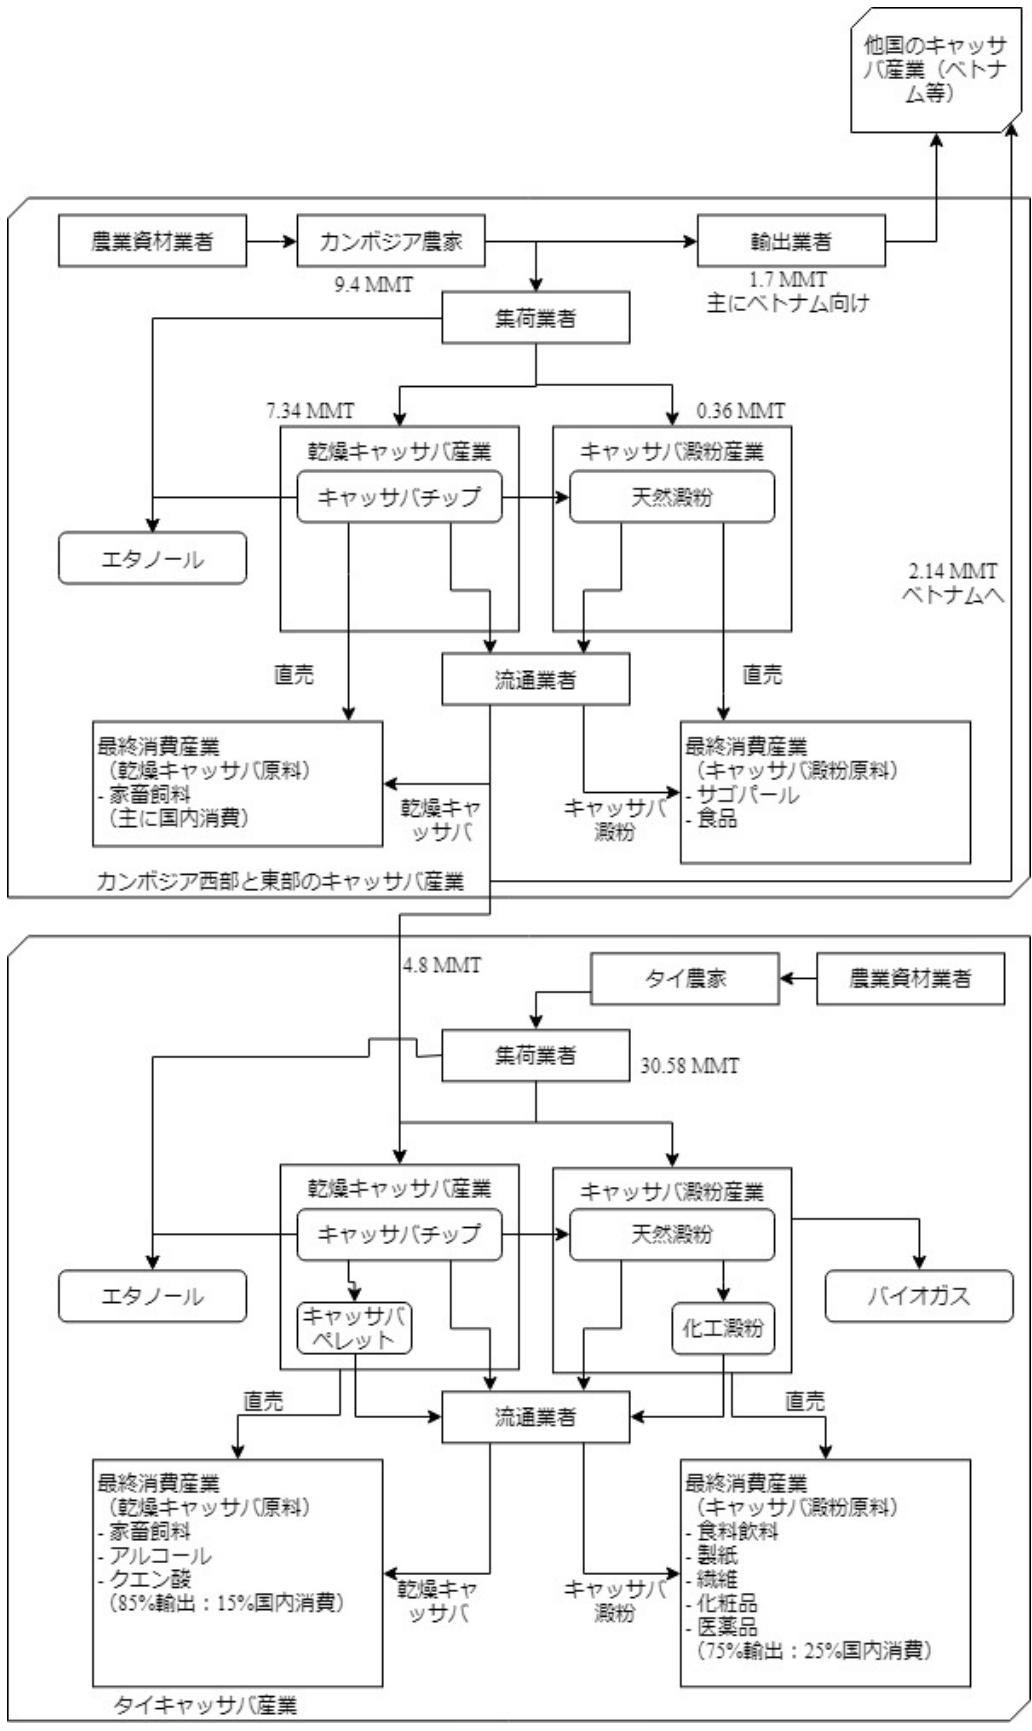 他国のキャッサ
バ産業（ベトナ
ム等）
農業資材業者
カンボジア農家
輸出業者
9.4 MMT
1.7 MMT
主にベトナム向け
集荷業者
7.34 MMT
0.36 MMT
乾燥キャッサバ産業
キャッサバ澱粉産業
キャッサバチップ
天然澱粉
エタノール
2.14 MMT
ベトナムへ
直売
流通業者
直売
最終消費産業
（乾燥キャッサバ原料）
- 家畜飼料
（主に国内消費）
最終消費産業
（キャッサバ澱粉原料）
- サゴパール
- 食品
乾燥キャ
ッサバ
キャッサバ
澱粉
カンボジア西部と東部のキャッサバ産業
4.8 MMT
タイ農家
農業資材業者
集荷業者
30.58 MMT
乾燥キャッサバ産業
キャッサバ澱粉産業
キャッサバチップ
天然澱粉
エタノール
キャッサバ
ペレット
化工澱粉
バイオガス
直売
流通業者
直売
最終消費産業
（乾燥キャッサバ原料）
- 家畜飼料
- アルコール
- クエン酸
（85%輸出：15%国内消費）
最終消費産業
（キャッサバ澱粉原料）
- 食料飲料
- 製紙
- 繊維
- 化粧品
- 医薬品
（75%輸出：25%国内消費）
乾燥キャ
ッサバ
キャッサバ
澱粉
タイキャッサバ産業